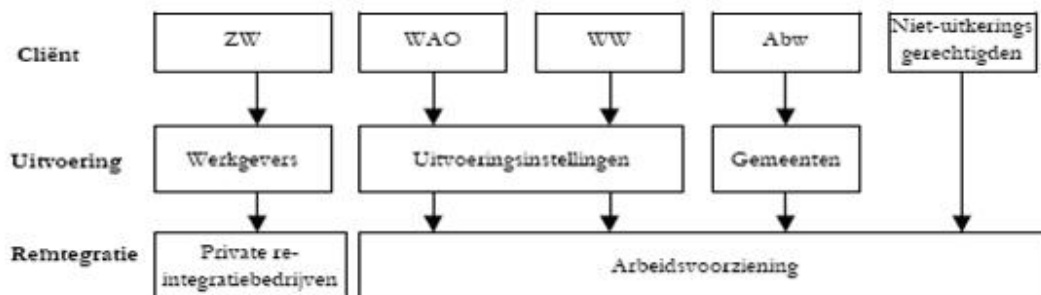 Cliënt
ZW
WAO
WW
Abw
Niet-uitkerings
gerechtigden
Uitvoering
Werkgevers
Uitvoeringsinstellingen
Gemeenten
Reïntegratie
Private re-
integratiebedrijven
Arbeidsvoorziening